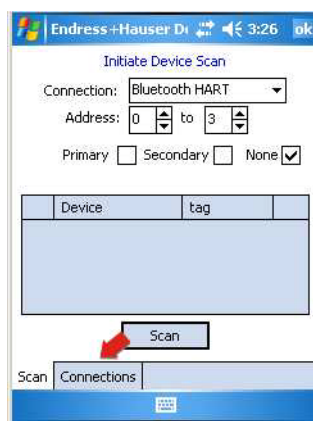 Endress+Hauser D 3:26 ok
Initiate Device Scan
Connection: Bluetooth HART
Address: 0 to 3
Primary Secondary None
Device tag
Scan
Scan Connections